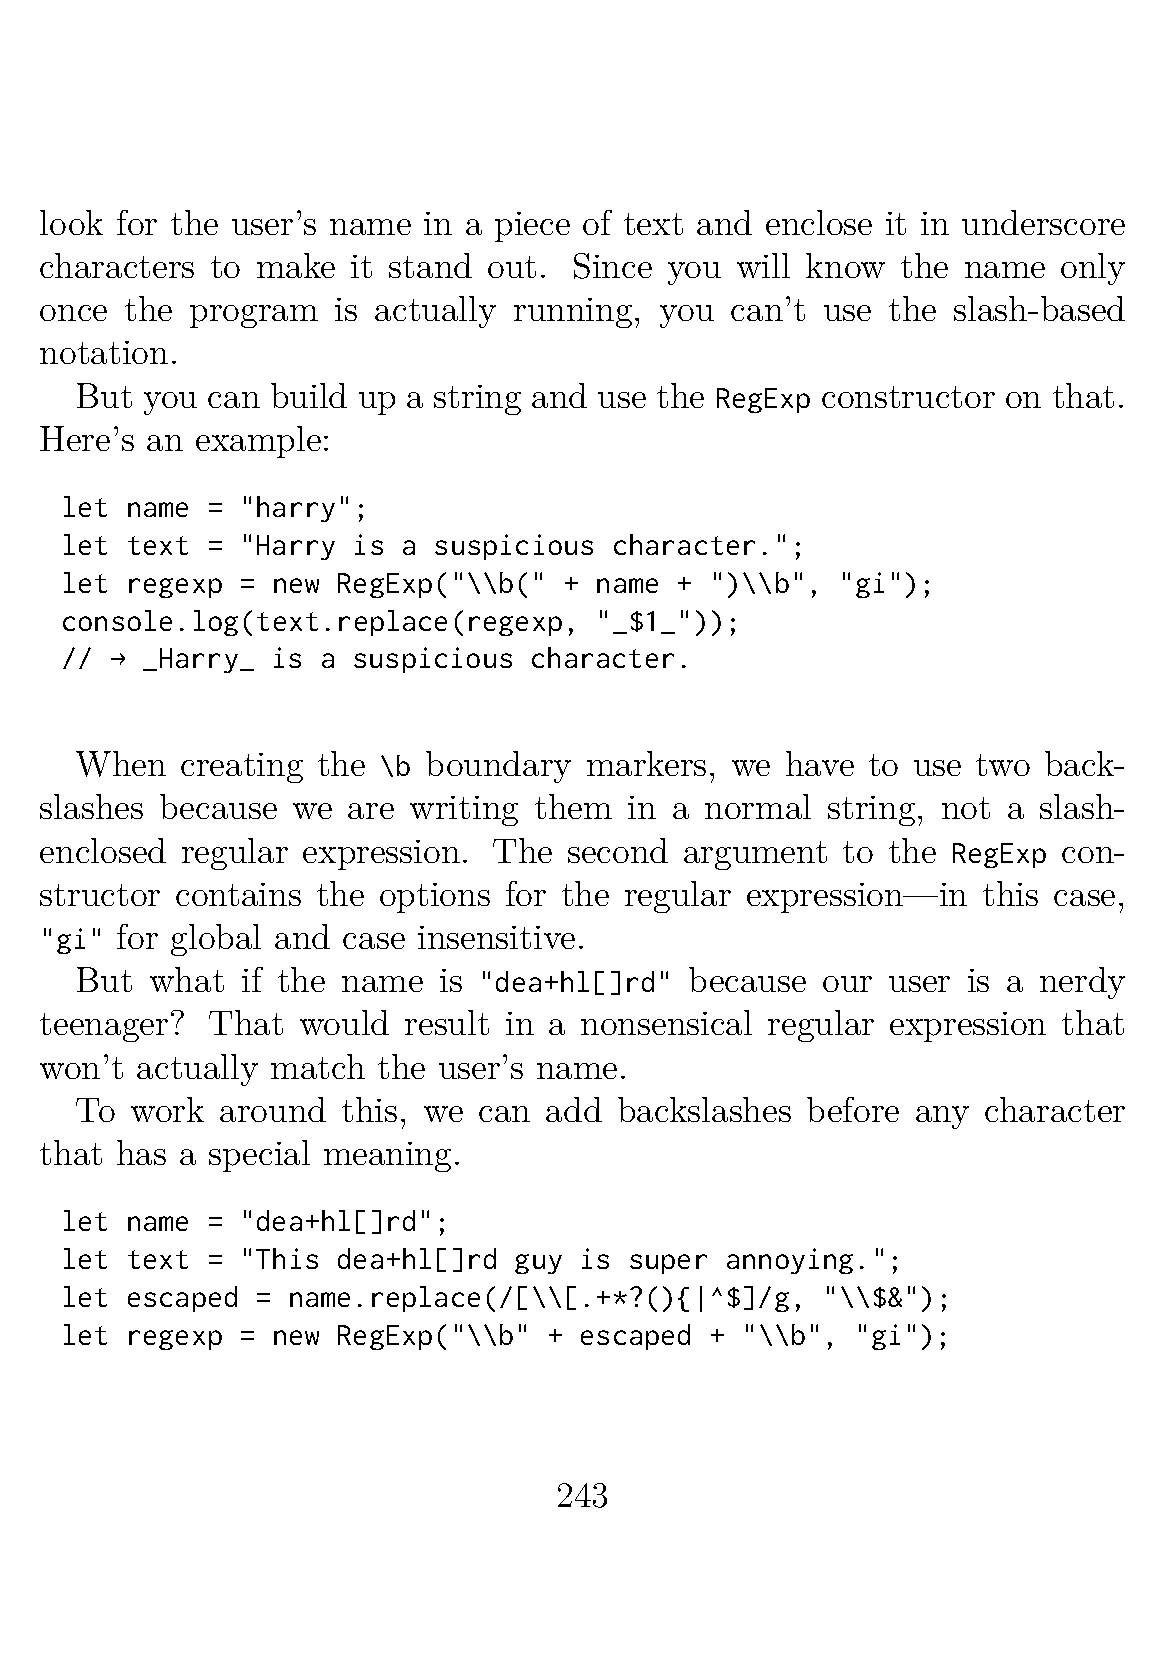 look for the user’s name in a piece of text and enclose it in underscore
characters to make it stand out. Since you will know the name only
once the program is actually running, you can’t use the slash-based
notation.
But you can build up a string and use the RegExp constructor on that.
Here’s an example:
let name = "harry";
let text = "Harry is a suspicious character.";
let regexp = new RegExp("\\b(" + name + ")\\b", "gi");
console.log(text.replace(regexp, "_$1_"));
// → _Harry_ is a suspicious character.
When creating the \b boundary markers, we have to use two back-
slashes because we are writing them in a normal string, not a slash-
enclosed regular expression. The second argument to the RegExp con-
structor contains the options for the regular expression—in this case,
"gi" for global and case insensitive.
But what if the name is "dea+hl[]rd" because our user is a nerdy
teenager? That would result in a nonsensical regular expression that
won’t actually match the user’s name.
To work around this, we can add backslashes before any character
that has a special meaning.
let name = "dea+hl[]rd";
let text = "This dea+hl[]rd guy is super annoying.";
let escaped = name.replace(/[\\[.+*?(){|^$]/g, "\\$&");
let regexp = new RegExp("\\b" + escaped + "\\b", "gi");
243